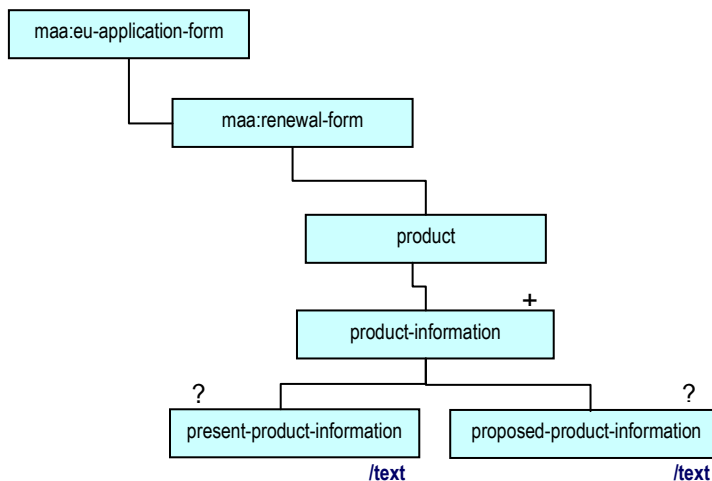 maa:eu-application-form
maa:renewal-form
product
+
product-information
? ?
present-product-information proposed-product-information
/text /text